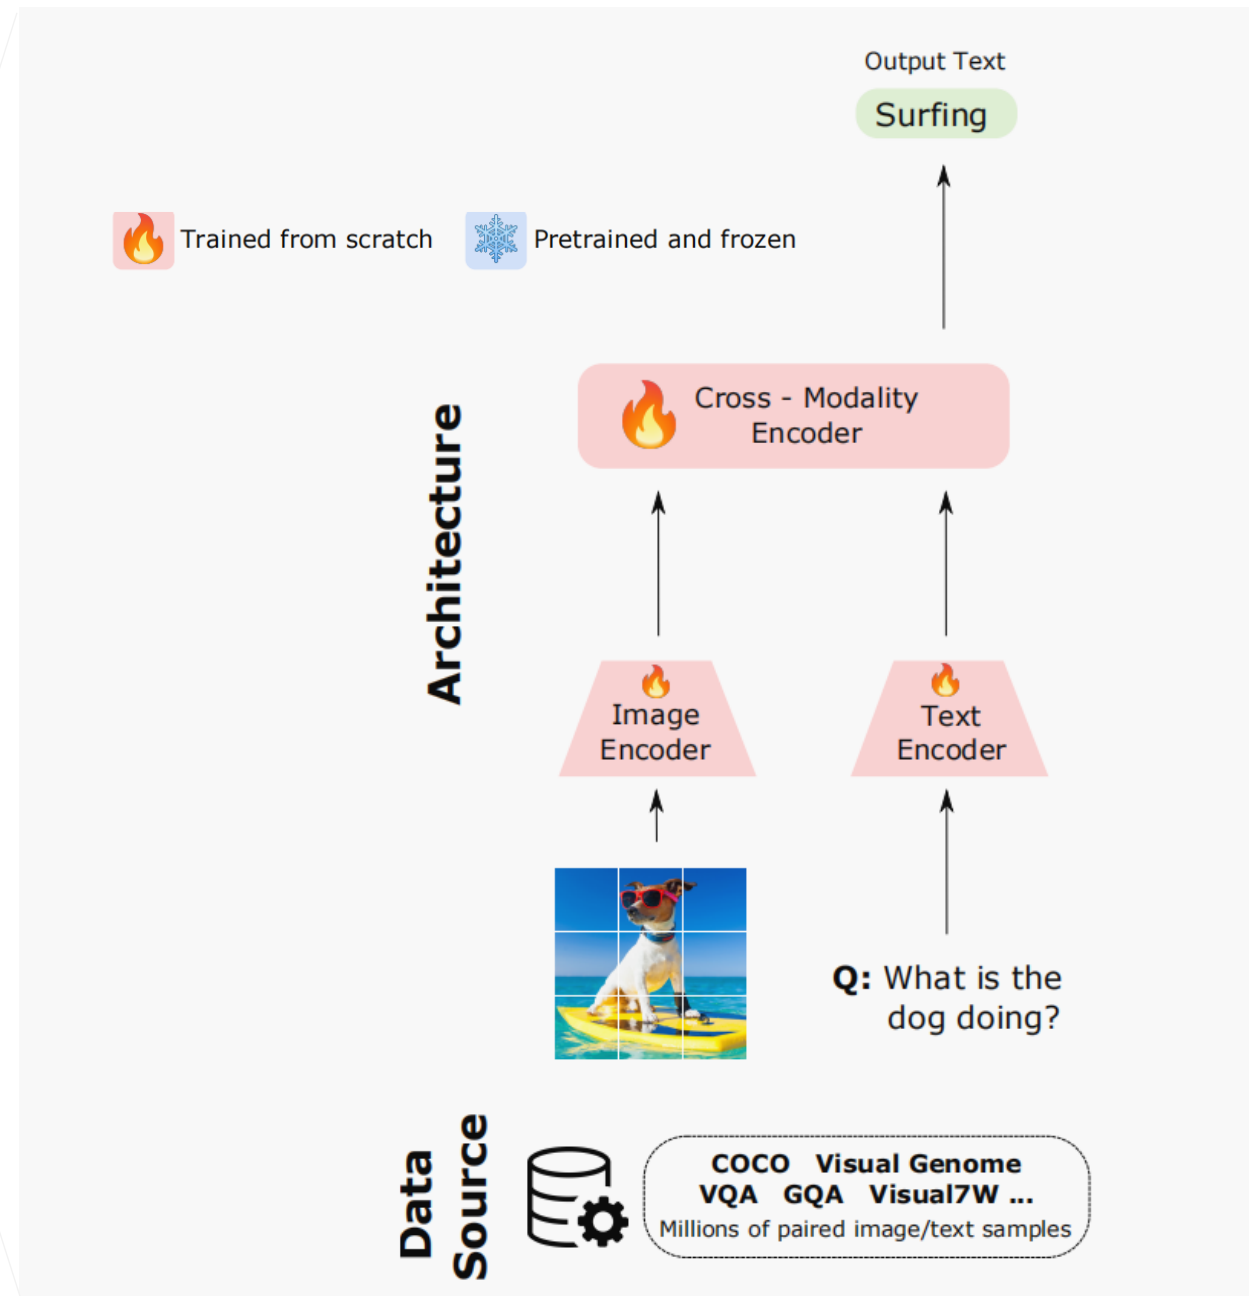 Output Text
Surfing
Trained from scratch
Pretrained and frozen
Architecture
Cross - Modality
Encoder
Image
Encoder
Text
Encoder
Q: What is the
dog doing?
Data
Source
COCO Visual Genome
VQA GQA Visual7W ...
Millions of paired image/text samples